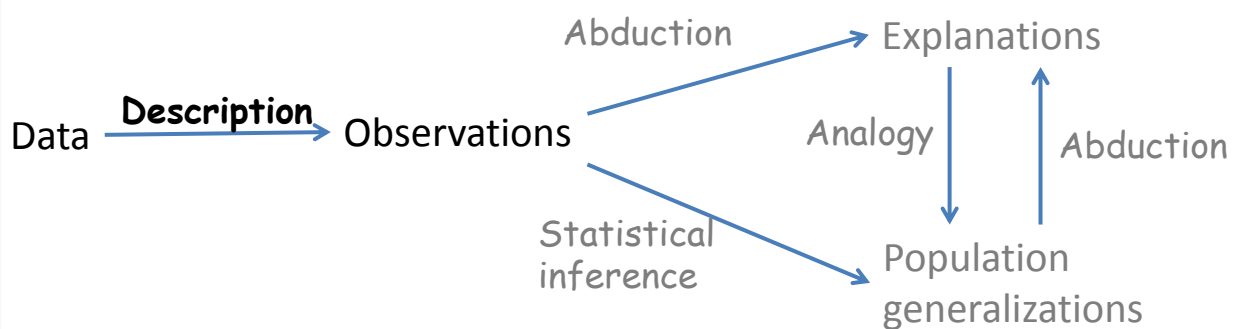 Abduction
Explanations
Description
Data
Observations
Analogy
Abduction
Statistical
inference
Population
generalizations